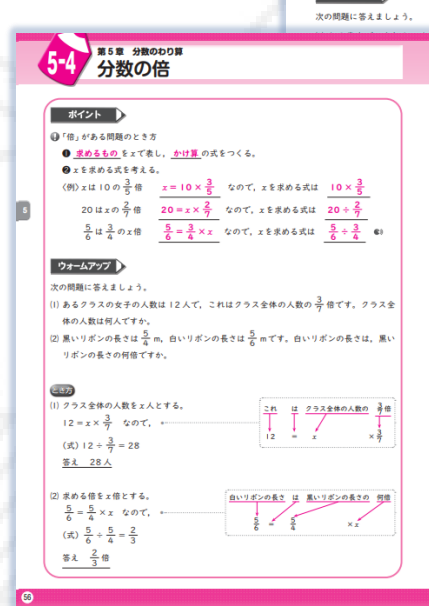 次の問題に答えましょう。
5-4
第5章 分数のわり算
分数の倍
ポイント
❶「倍」がある問題のとき方
❶ 求めるもの をxで表し、かけ算 の式をつくる。
❷ xを求める式を考える。
〈例〉xは10の3/5倍 x=10×3/5 なので、xを求める式は 10×3/5
20はxの2/7倍 20=x×2/7 なので、xを求める式は 20÷2/7
5/6は3/4のx倍 5/6=3/4×x なので、xを求める式は 5/6÷3/4
5
ウォームアップ
次の問題に答えましょう。
(1) あるクラスの女子の人数は12人で、これはクラス全体の人数の3/7倍です。クラス全
体の人数は何人ですか。
(2) 黒いリボンの長さは5/4m、白いリボンの長さは5/6mです。白いリボンの長さは、黒い
リボンの長さの何倍ですか。
とき方
(1) クラス全体の人数をx人とする。
12=x×3/7 なので、
(式) 12÷3/7=28
答え 28人
これ は クラス全体の人数の 3/7倍
12 = x ×3/7
(2) 求める倍をx倍とする。
5/6=5/4×x なので、
(式) 5/6÷5/4=2/3
答え 2/3倍
白いリボンの長さ は 黒いリボンの長さの 何倍
5/6 = 5/4 ×x
56